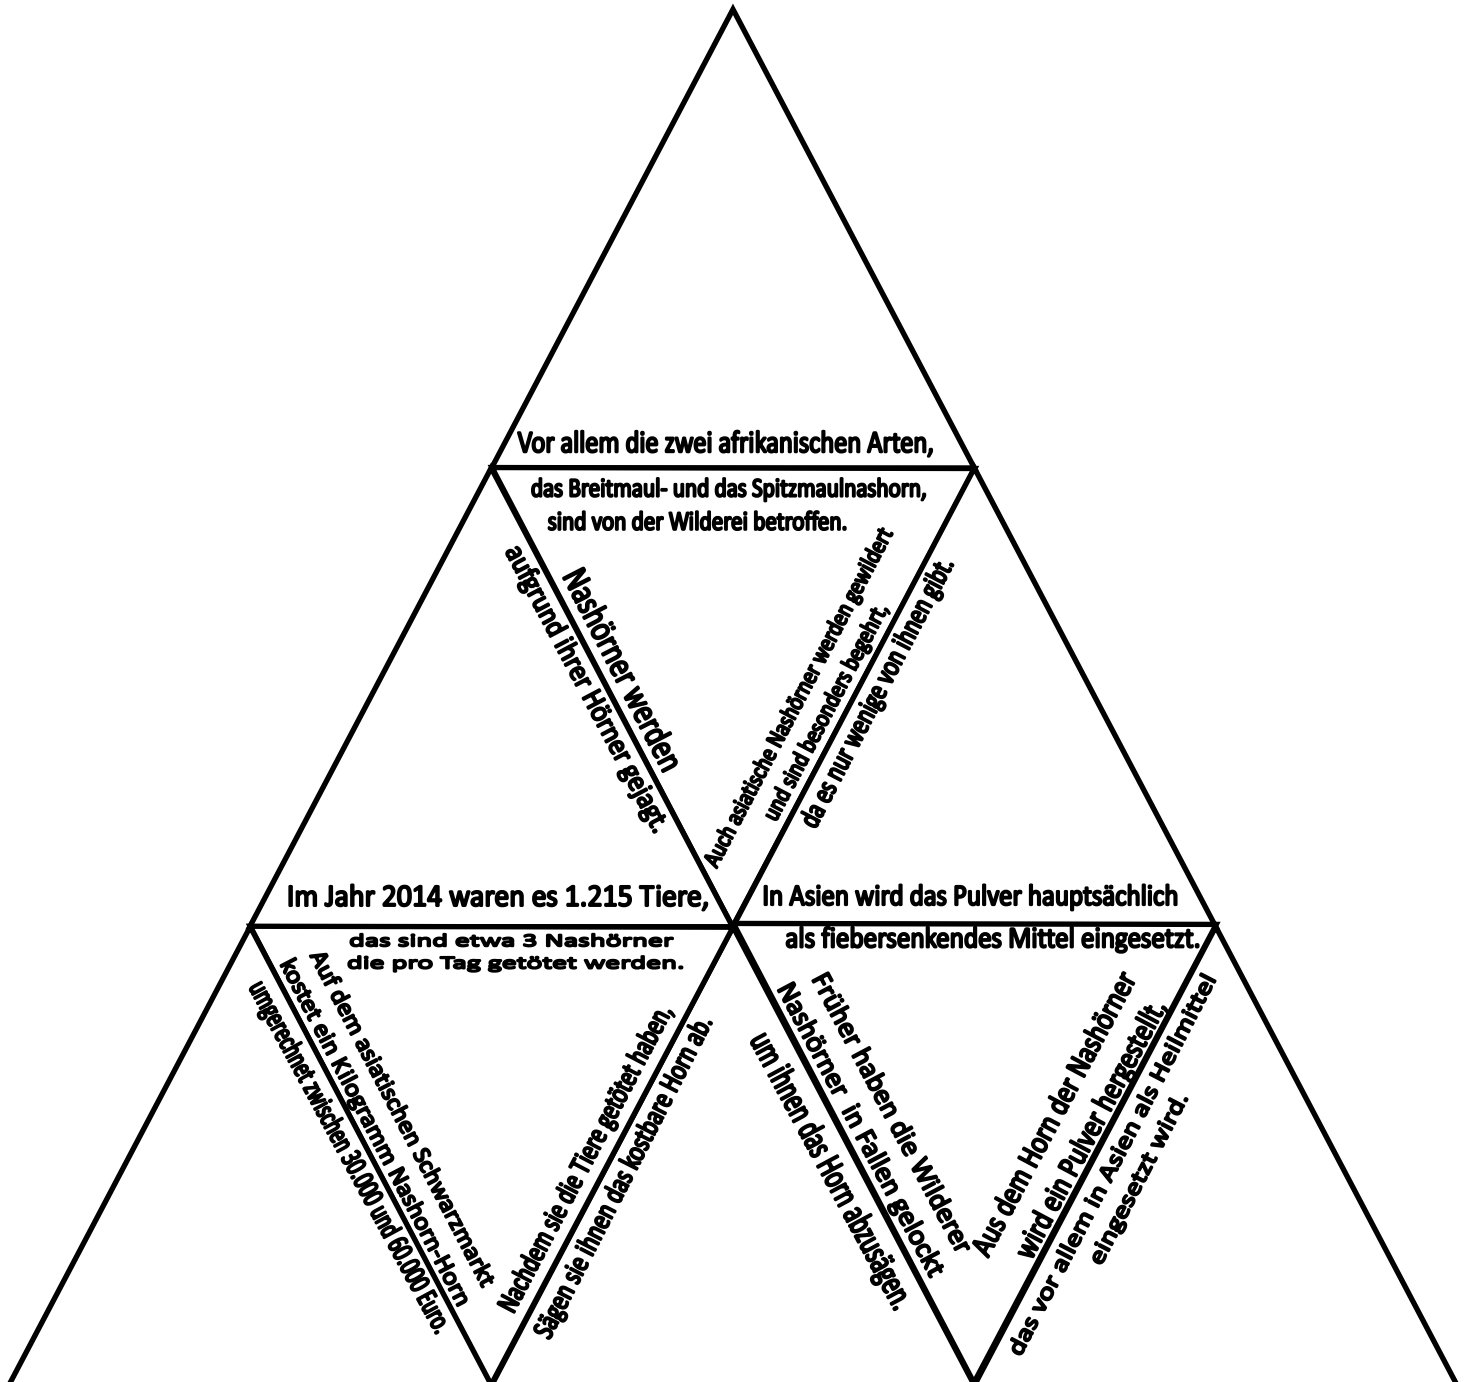 Vor allem die zwei afrikanischen Arten,
das Breitmaul- und das Spitzmaulnashorn,
sind von der Wilderei betroffen.
Nashörner werden
aufgrund ihrer Hörner gejagt.
Auch asiatische Nashörner werden gewildert
und sind besonders begehrt,
da es nur wenige von ihnen gibt.
Im Jahr 2014 waren es 1.215 Tiere,
das sind etwa 3 Nashörner
die pro Tag getötet werden.
In Asien wird das Pulver hauptsächlich
als fiebersenkendes Mittel eingesetzt.
Auf dem asiatischen Schwarzmarkt
kostet ein Kilogramm Nashorn-Horn
umgerechnet zwischen 30.000 und 60.000 Euro.
Nachdem sie die Tiere getötet haben,
Sägen sie ihnen das kostbare Horn ab.
Früher haben die Wilderer
Nashörner in Fallen gelockt
um ihnen das Horn abzusägen.
Aus dem Horn der Nashörner
wird ein Pulver hergestellt,
das vor allem in Asien als Heilmittel
eingesetzt wird.